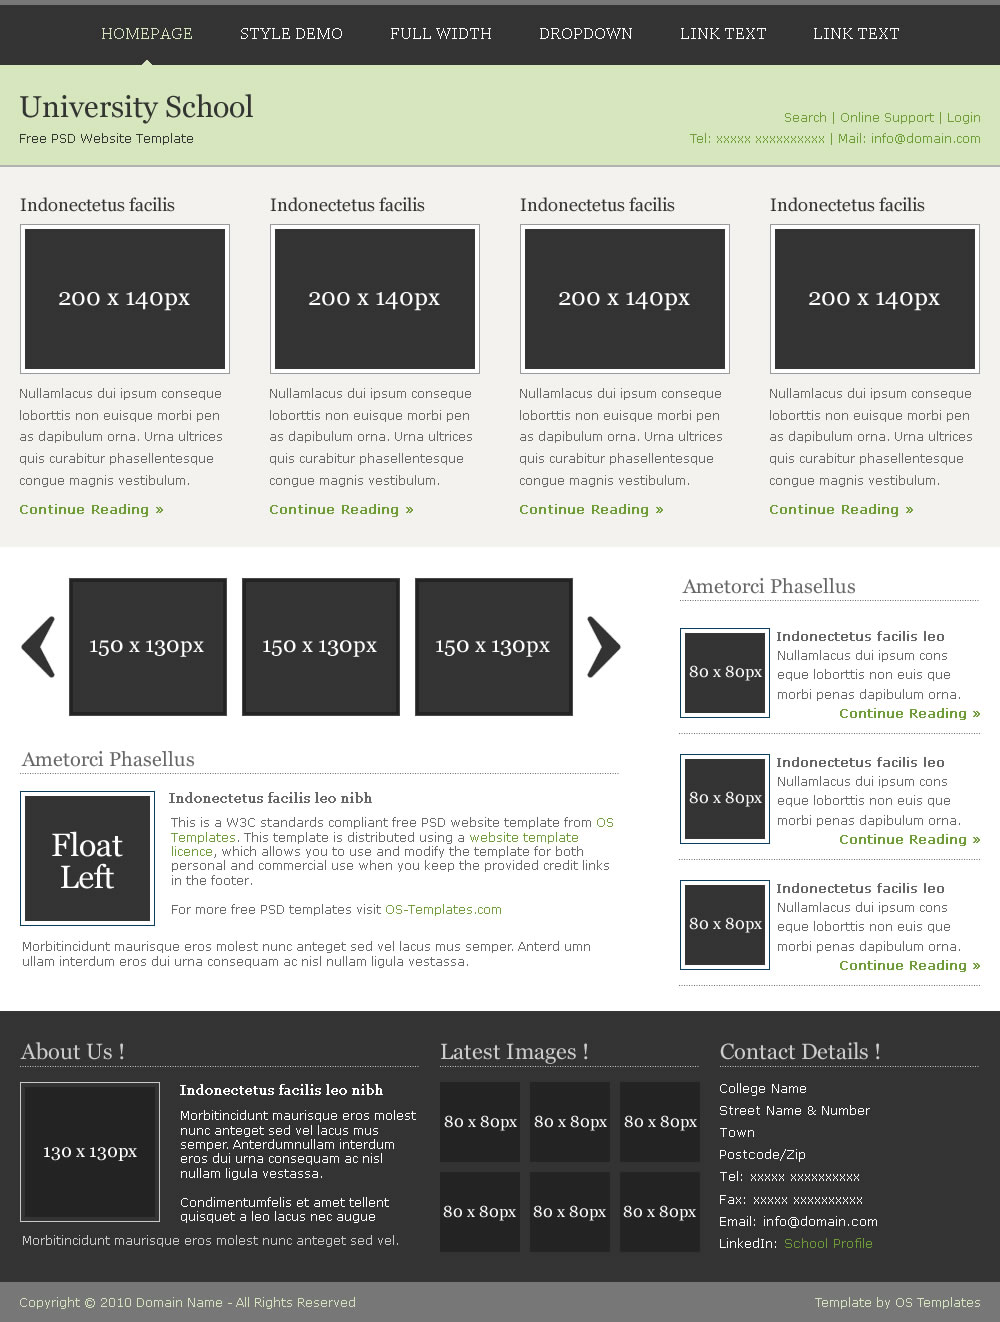 HOMEPAGE STYLE DEMO FULL WIDTH DROPDOWN LINK TEXT LINK TEXT
University School
Free PSD Website Template
Search | Online Support | Login
Tel: xxxxx xxxxxxxxxx | Mail: info@domain.com
Indonectetus facilis
200 x 140px
Nullamlacus dui ipsum conseque
loborttis non euisque morbi pen
as dapibulum orna. Urna ultrices
quis curabitur phasellentesque
congue magnis vestibulum.
Continue Reading »
Indonectetus facilis
200 x 140px
Nullamlacus dui ipsum conseque
loborttis non euisque morbi pen
as dapibulum orna. Urna ultrices
quis curabitur phasellentesque
congue magnis vestibulum.
Continue Reading »
Indonectetus facilis
200 x 140px
Nullamlacus dui ipsum conseque
loborttis non euisque morbi pen
as dapibulum orna. Urna ultrices
quis curabitur phasellentesque
congue magnis vestibulum.
Continue Reading »
Indonectetus facilis
200 x 140px
Nullamlacus dui ipsum conseque
loborttis non euisque morbi pen
as dapibulum orna. Urna ultrices
quis curabitur phasellentesque
congue magnis vestibulum.
Continue Reading »
150 x 130px 150 x 130px 150 x 130px
Ametorci Phasellus
Float
Left
Indonectetus facilis leo nibh
This is a W3C standards compliant free PSD website template from OS
Templates. This template is distributed using a website template
licence, which allows you to use and modify the template for both
personal and commercial use when you keep the provided credit links
in the footer.
For more free PSD templates visit OS-Templates.com
Morbitincidunt maurisque eros molest nunc anteget sed vel lacus mus semper. Anterd umn
ullam interdum eros dui urna consequam ac nisl nullam ligula vestassa.
Ametorci Phasellus
80 x 80px
Indonectetus facilis leo
Nullamlacus dui ipsum cons
eque loborttis non euis que
morbi penas dapibulum orna.
Continue Reading »
80 x 80px
Indonectetus facilis leo
Nullamlacus dui ipsum cons
eque loborttis non euis que
morbi penas dapibulum orna.
Continue Reading »
80 x 80px
Indonectetus facilis leo
Nullamlacus dui ipsum cons
eque loborttis non euis que
morbi penas dapibulum orna.
Continue Reading »
About Us !
130 x 130px
Indonectetus facilis leo nibh
Morbitincidunt maurisque eros molest
nunc anteget sed vel lacus mus
semper. Anterdumnullam interdum
eros dui urna consequam ac nisl
nullam ligula vestassa.
Condimentumfelis et amet tellent
quisquet a leo lacus nec augue
Morbitincidunt maurisque eros molest nunc anteget sed vel.
Latest Images !
80 x 80px 80 x 80px 80 x 80px
80 x 80px 80 x 80px 80 x 80px
Contact Details !
College Name
Street Name & Number
Town
Postcode/Zip
Tel: xxxxx xxxxxxxxxx
Fax: xxxxx xxxxxxxxxx
Email: info@domain.com
LinkedIn: School Profile
Copyright © 2010 Domain Name - All Rights Reserved
Template by OS Templates